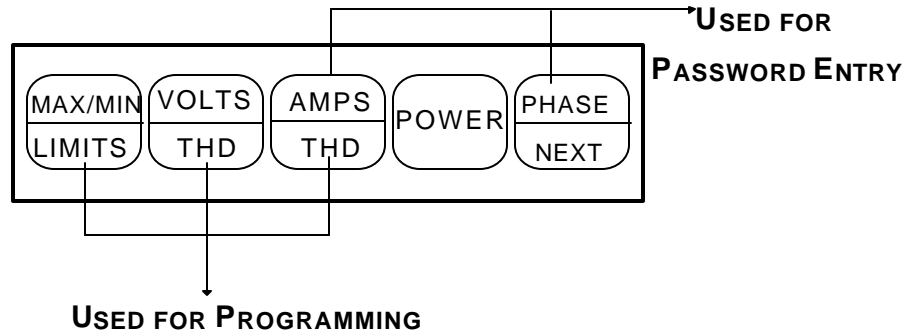 USED FOR
PASSWORD ENTRY
MAX/MIN VOLTS AMPS POWER PHASE
LIMITS THD THD NEXT
USED FOR PROGRAMMING